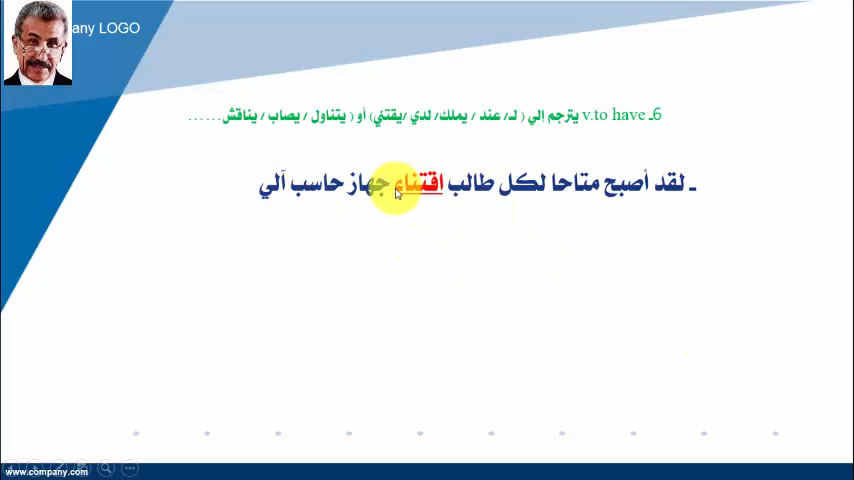 any LOGO
6ـ v.to have يترجم إلي ( لـ/ عند / يملك/ لدي /يقتني) أو ( يتناول / يصاب / يناقش......
ـ لقد أصبح متاحا لكل طالب اقتناء جهاز حاسب آلي
www.company.com